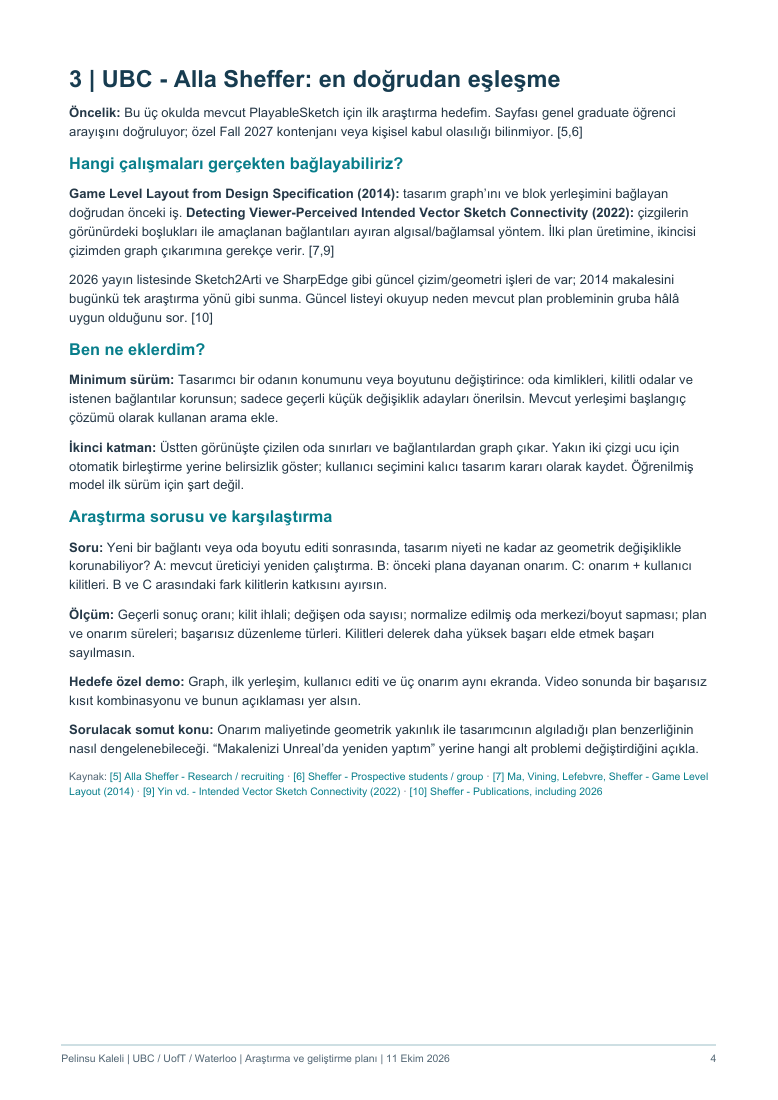 3 | UBC - Alla Sheffer: en doğrudan eşleşme
Öncelik: Bu üç okulda mevcut PlayableSketch için ilk araştırma hedefim. Sayfası genel graduate öğrenci
arayışını doğruluyor; özel Fall 2027 kontenjanı veya kişisel kabul olasılığı bilinmiyor. [5,6]
Hangi çalışmaları gerçekten bağlayabiliriz?
Game Level Layout from Design Specification (2014): tasarım graph’ını ve blok yerleşimini bağlayan
doğrudan önceki iş. Detecting Viewer-Perceived Intended Vector Sketch Connectivity (2022): çizgilerin
görünürdeki boşlukları ile amaçlanan bağlantıları ayıran algısal/bağlamsal yöntem. İlki plan üretimine, ikincisi
çizimden graph çıkarımına gerekçe verir. [7,9]
2026 yayın listesinde Sketch2Arti ve SharpEdge gibi güncel çizim/geometri işleri de var; 2014 makalesini
bugünkü tek araştırma yönü gibi sunma. Güncel listeyi okuyup neden mevcut plan probleminin gruba hâlâ
uygun olduğunu sor. [10]
Ben ne eklerdim?
Minimum sürüm: Tasarımcı bir odanın konumunu veya boyutunu değiştirince: oda kimlikleri, kilitli odalar ve
istenen bağlantılar korunsun; sadece geçerli küçük değişiklik adayları önerilsin. Mevcut yerleşimi başlangıç
çözümü olarak kullanan arama ekle.
İkinci katman: Üstten görünüşte çizilen oda sınırları ve bağlantılardan graph çıkar. Yakın iki çizgi ucu için
otomatik birleştirme yerine belirsizlik göster; kullanıcı seçimini kalıcı tasarım kararı olarak kaydet. Öğrenilmiş
model ilk sürüm için şart değil.
Araştırma sorusu ve karşılaştırma
Soru: Yeni bir bağlantı veya oda boyutu editi sonrasında, tasarım niyeti ne kadar az geometrik değişiklikle
korunabiliyor? A: mevcut üreticiyi yeniden çalıştırma. B: önceki plana dayanan onarım. C: onarım + kullanıcı
kilitleri. B ve C arasındaki fark kilitlerin katkısını ayırsın.
Ölçüm: Geçerli sonuç oranı; kilit ihlali; değişen oda sayısı; normalize edilmiş oda merkezi/boyut sapması; plan
ve onarım süreleri; başarısız düzenleme türleri. Kilitleri delerek daha yüksek başarı elde etmek başarı
sayılmasın.
Hedefe özel demo: Graph, ilk yerleşim, kullanıcı editi ve üç onarım aynı ekranda. Video sonunda bir başarısız
kısıt kombinasyonu ve bunun açıklaması yer alsın.
Sorulacak somut konu: Onarım maliyetinde geometrik yakınlık ile tasarımcının algıladığı plan benzerliğinin
nasıl dengelenebileceği. “Makalenizi Unreal’da yeniden yaptım” yerine hangi alt problemi değiştirdiğini açıkla.
Kaynak: [5] Alla Sheffer - Research / recruiting · [6] Sheffer - Prospective students / group · [7] Ma, Vining, Lefebvre, Sheffer - Game Level
Layout (2014) · [9] Yin vd. - Intended Vector Sketch Connectivity (2022) · [10] Sheffer - Publications, including 2026
Pelinsu Kaleli | UBC / UofT / Waterloo | Araştırma ve geliştirme planı | 11 Ekim 2026
4